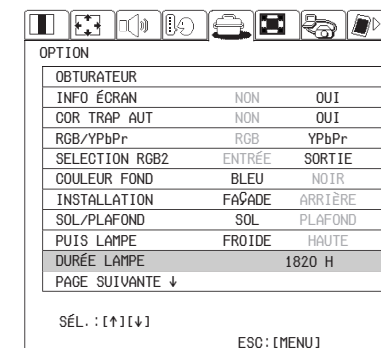 OPTION
OBTURATEUR
INFO ÉCRAN NON OUI
COR TRAP AUT NON OUI
RGB/YPbPr RGB YPbPr
SELECTION RGB2 ENTRÉE SORTIE
COULEUR FOND BLEU NOIR
INSTALLATION FAÇADE ARRIÈRE
SOL/PLAFOND SOL PLAFOND
PUIS LAMPE FROIDE HAUTE
DURÉE LAMPE 1820 H
PAGE SUIVANTE ↓
SÉL.:[↑][↓]
ESC:[MENU]